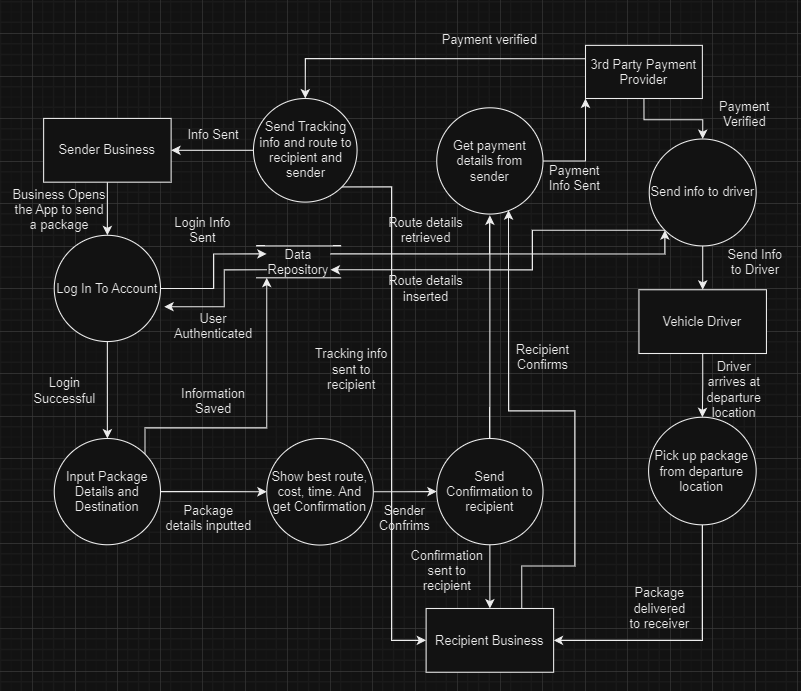 Payment verified
3rd Party Payment
Provider
Payment
Verified
Send Tracking
info and route to
recipient and
sender
Info Sent
Sender Business
Get payment
details from
sender
Payment
Info Sent
Send info to driver
Business Opens
the App to send
a package
Login Info
Sent
Route details
retrieved
Data
Repository
Send Info
to Driver
Log In To Account
Route details
inserted
User
Authenticated
Vehicle Driver
Tracking info
sent to
recipient
Recipient
Confirms
Driver
arrives at
departure
location
Login
Successful
Information
Saved
Input Package
Details and
Destination
Show best route,
cost, time. And
get Confirmation
Send
Confirmation to
recipient
Pick up package
from departure
location
Package
details inputted
Sender
Confrims
Confirmation
sent to
recipient
Package
delivered
to receiver
Recipient Business